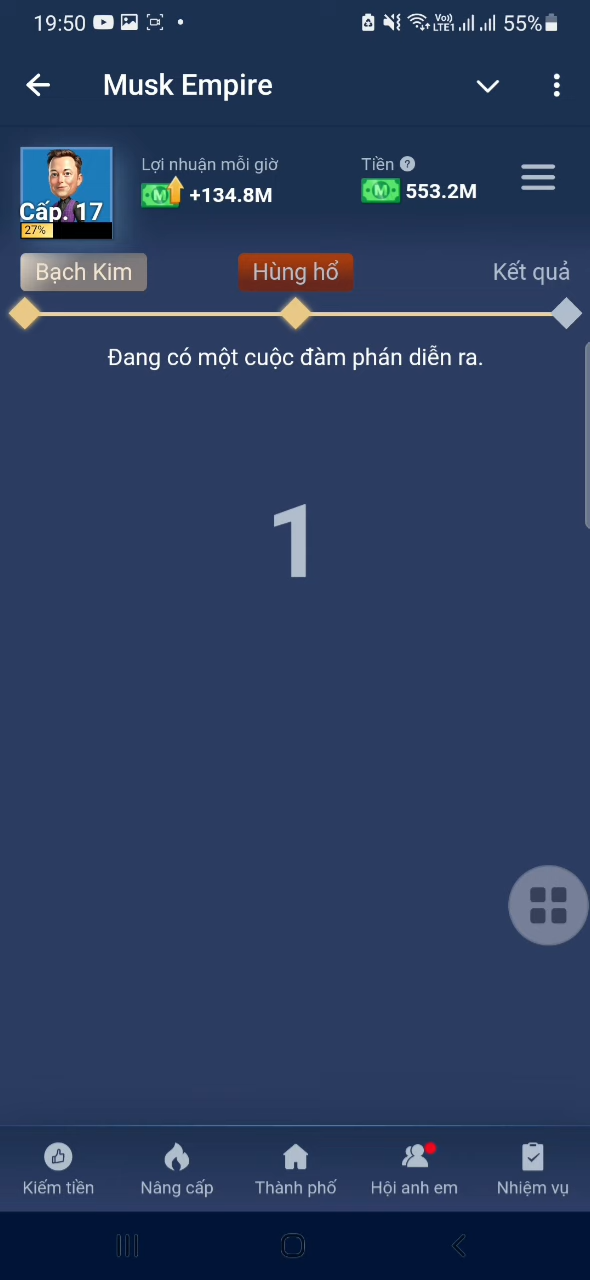 19:50 Vo)) LTE1 55%
Musk Empire
Lợi nhuận mỗi giờ
Tiền ?
M +134.8M
M 553.2M
Cấp. 17
27%
Bạch Kim
Hùng hổ
Kết quả
Đang có một cuộc đàm phán diễn ra.
1
Kiếm tiền
Nâng cấp
Thành phố
Hội anh em
Nhiệm vụ